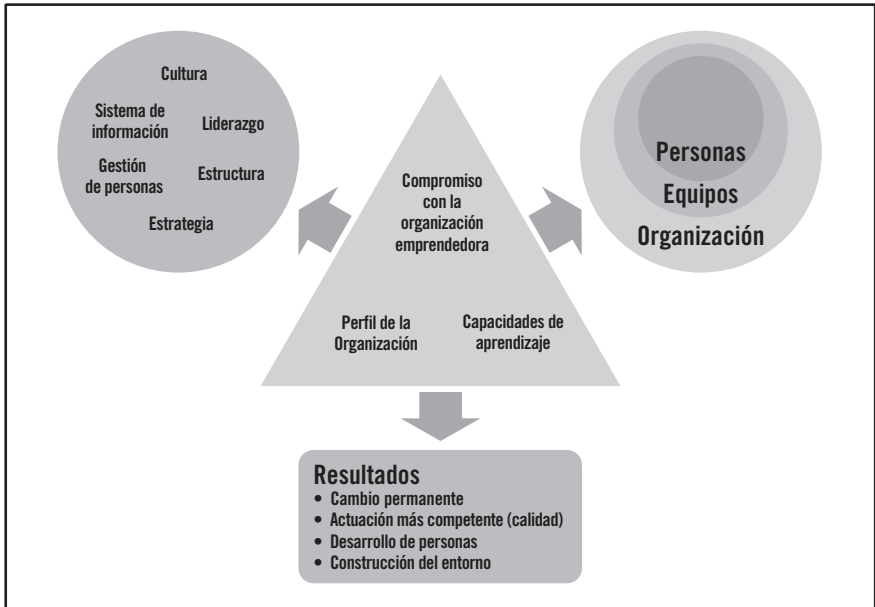 Cultura
Sistema de
información
Liderazgo
Gestión
de personas
Estructura
Estrategia
Compromiso
con la
organización
emprendedora
Perfil de la
Organización
Capacidades de
aprendizaje
Personas
Equipos
Organización
Resultados
• Cambio permanente
• Actuación más competente (calidad)
• Desarrollo de personas
• Construcción del entorno